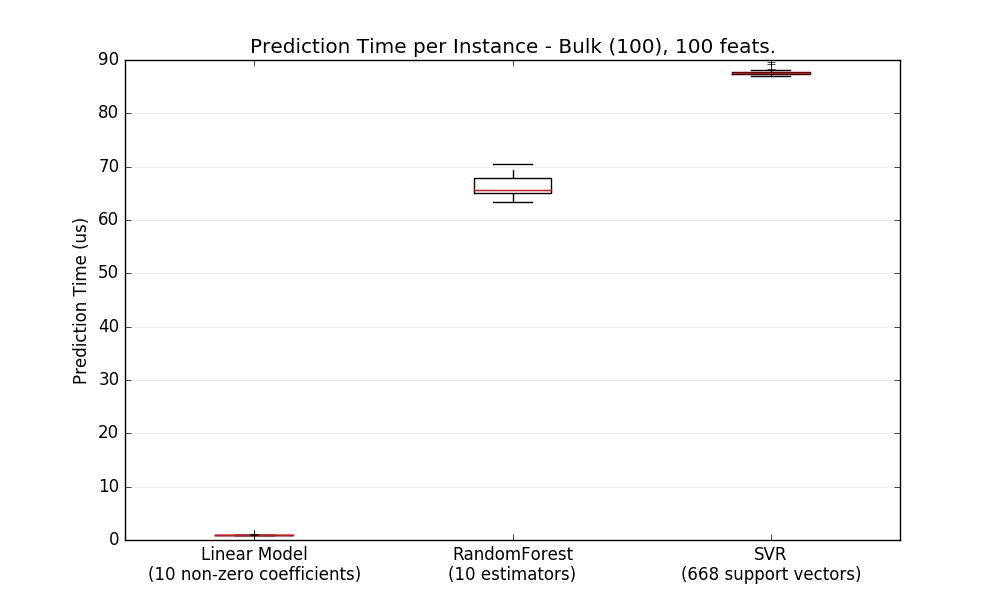 Prediction Time per Instance - Bulk (100), 100 feats.
90
80
70
60
50
40
30
20
10
0
Prediction Time (us)
Linear Model
(10 non-zero coefficients)
RandomForest
(10 estimators)
SVR
(668 support vectors)